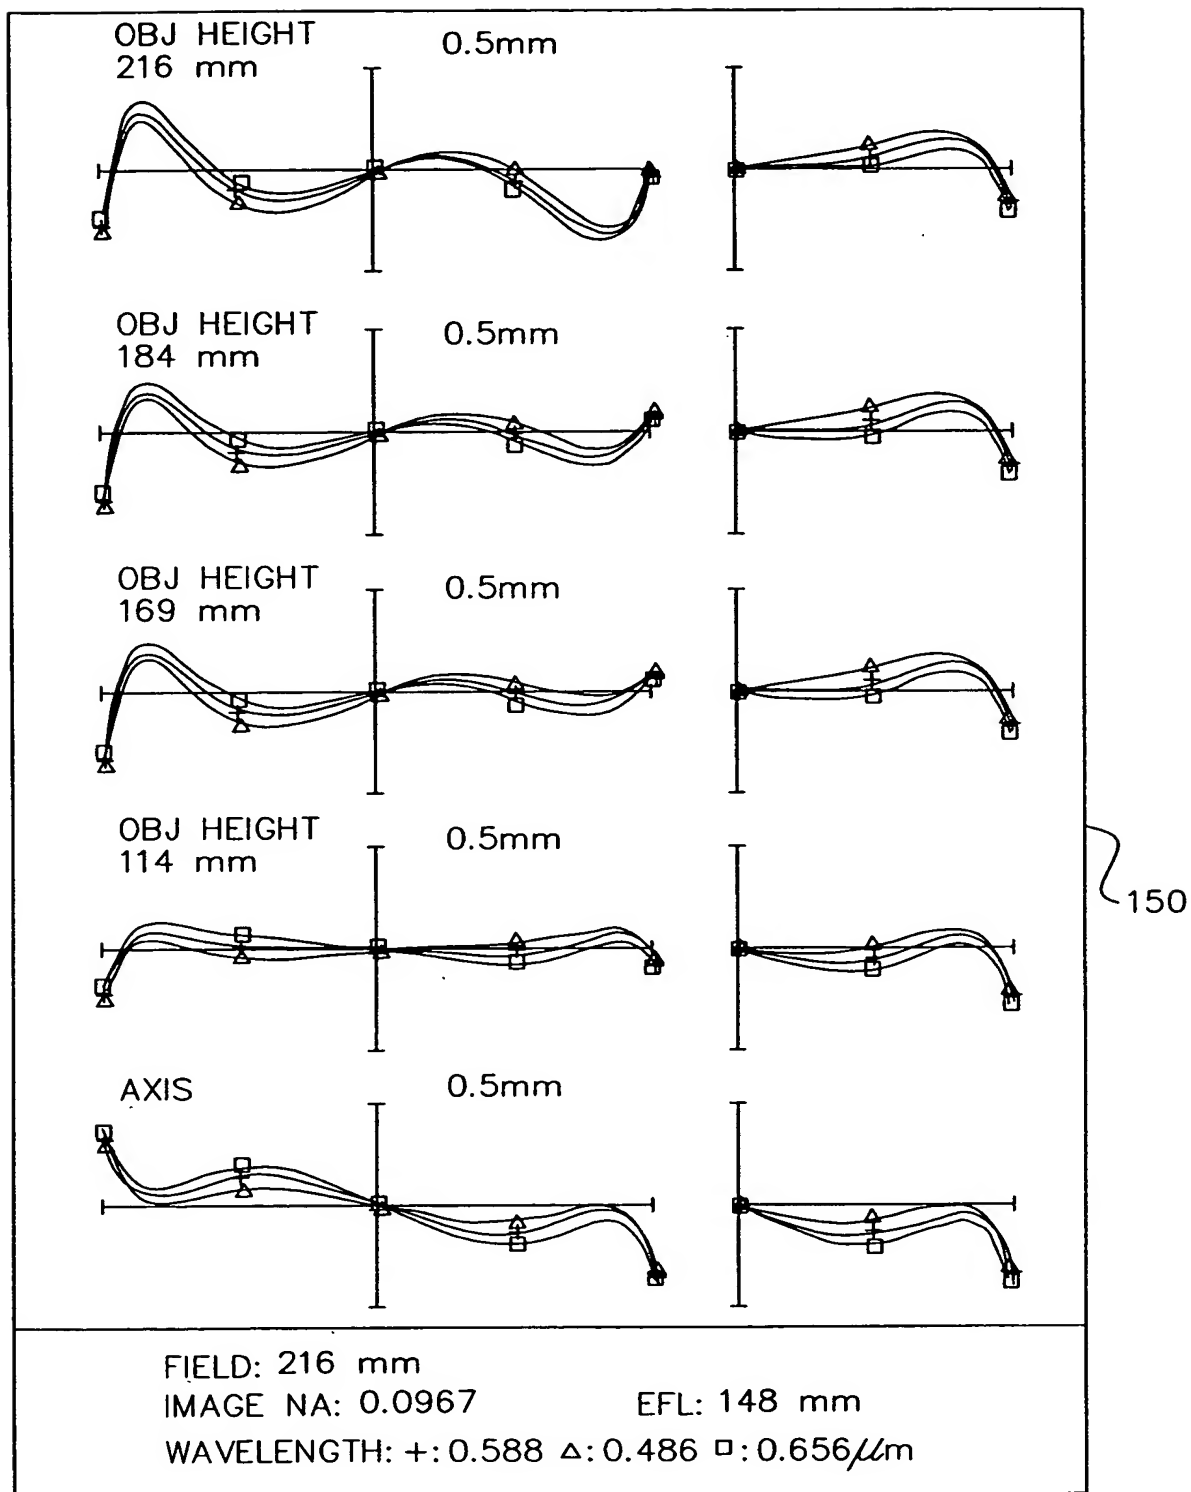 OBJ HEIGHT
216 mm
0.5mm
OBJ HEIGHT
184 mm
0.5mm
OBJ HEIGHT
169 mm
0.5mm
OBJ HEIGHT
114 mm
0.5mm
150
AXIS
0.5mm
FIELD: 216 mm
IMAGE NA: 0.0967 EFL: 148 mm
WAVELENGTH: +: 0.588 △: 0.486 □: 0.656μm